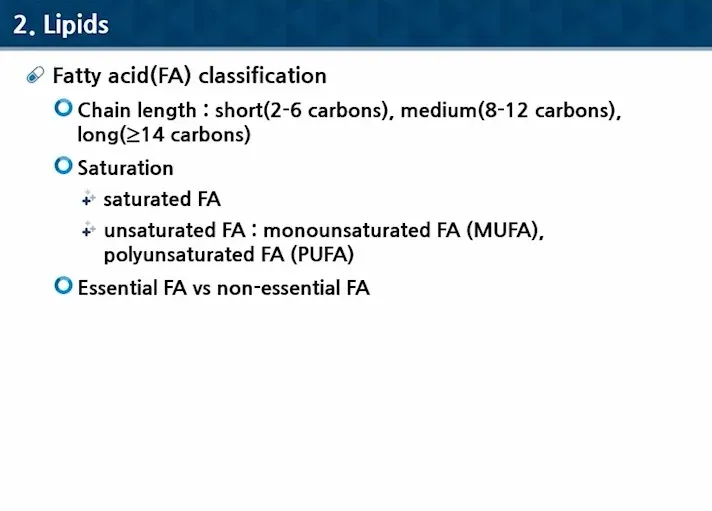 2. Lipids
Fatty acid(FA) classification
Chain length : short(2-6 carbons), medium(8-12 carbons),
long(≥14 carbons)
Saturation
saturated FA
unsaturated FA : monounsaturated FA (MUFA),
polyunsaturated FA (PUFA)
Essential FA vs non-essential FA